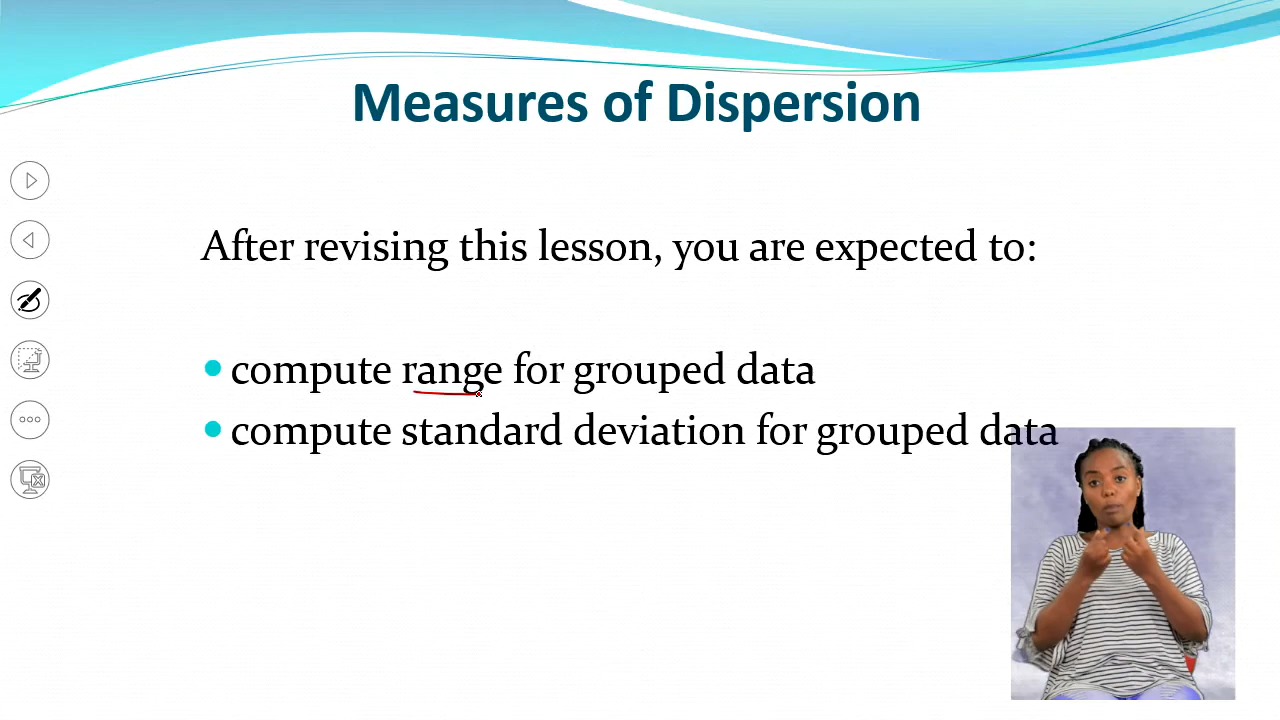 Measures of Dispersion
After revising this lesson, you are expected to:
compute range for grouped data
compute standard deviation for grouped data